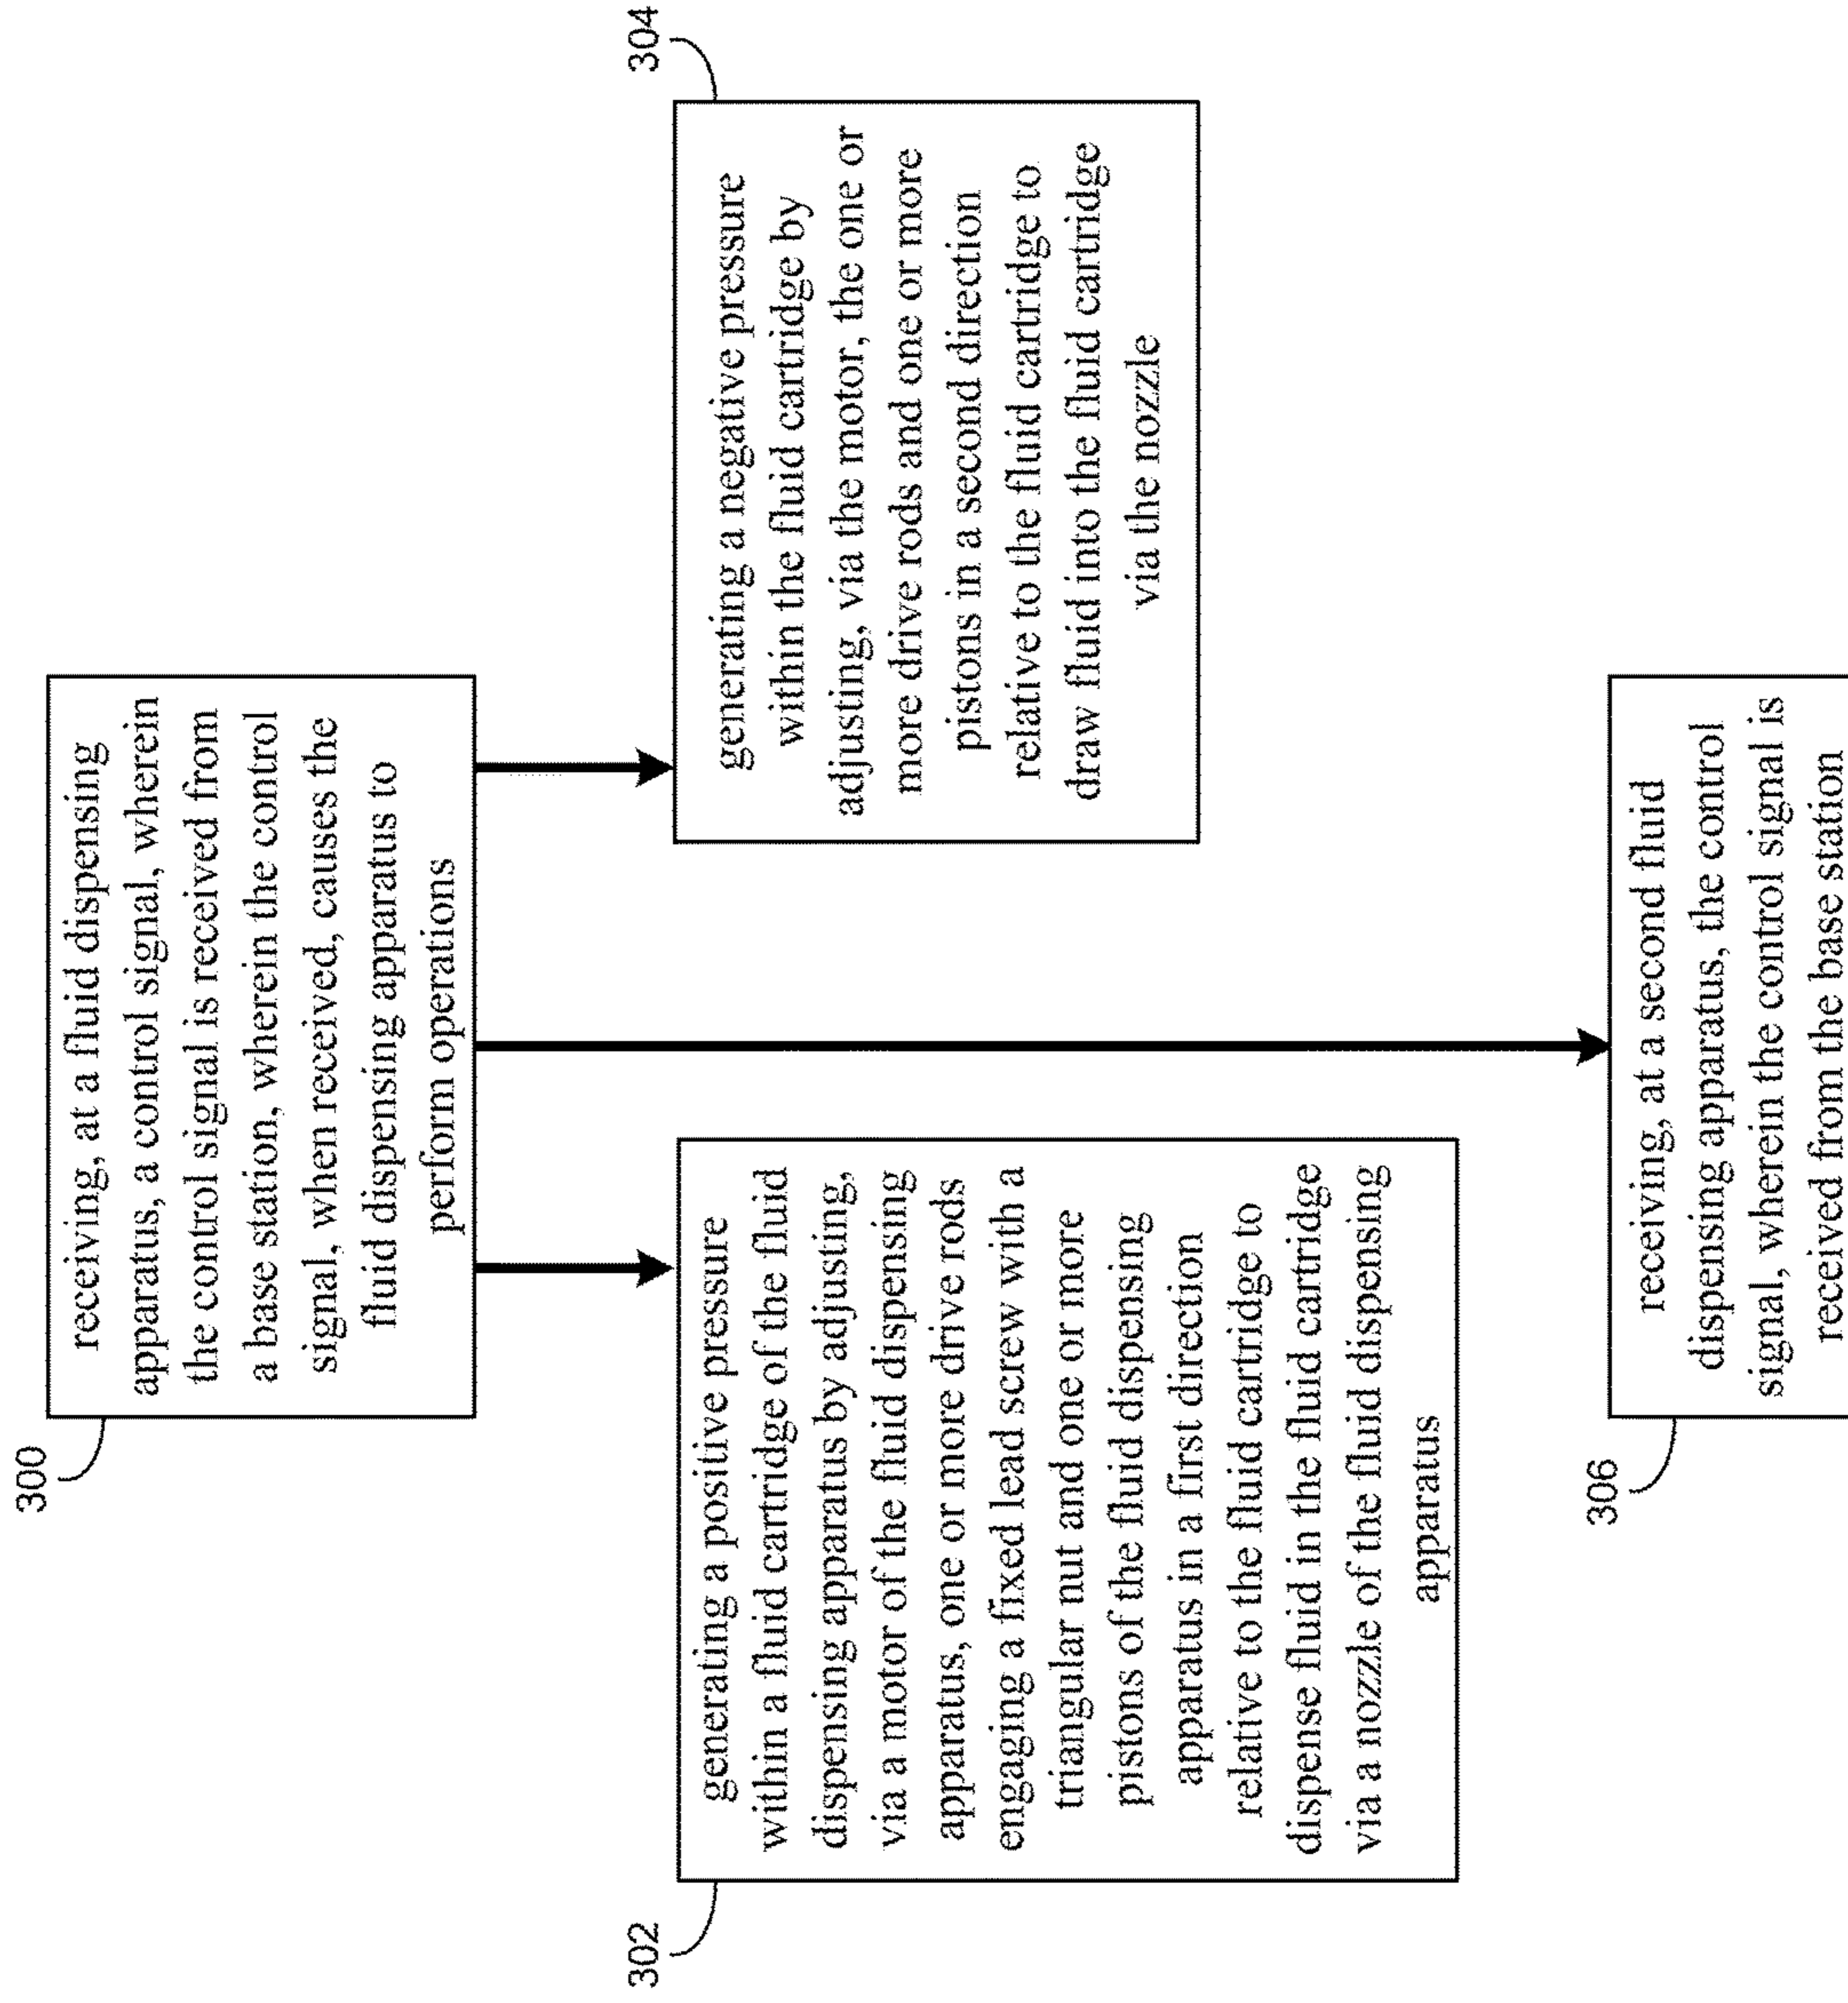 300
receiving, at a fluid dispensing
apparatus, a control signal, wherein
the control signal is received from
a base station, wherein the control
signal, when received, causes the
fluid dispensing apparatus to
perform operations
302
generating a positive pressure
within a fluid cartridge of the fluid
dispensing apparatus by adjusting,
via a motor of the fluid dispensing
apparatus, one or more drive rods
engaging a fixed lead screw with a
triangular nut and one or more
pistons of the fluid dispensing
apparatus in a first direction
relative to the fluid cartridge to
dispense fluid in the fluid cartridge
via a nozzle of the fluid dispensing
apparatus
304
generating a negative pressure
within the fluid cartridge by
adjusting, via the motor, the one or
more drive rods and one or more
pistons in a second direction
relative to the fluid cartridge to
draw fluid into the fluid cartridge
via the nozzle
306
receiving, at a second fluid
dispensing apparatus, the control
signal, wherein the control signal is
received from the base station